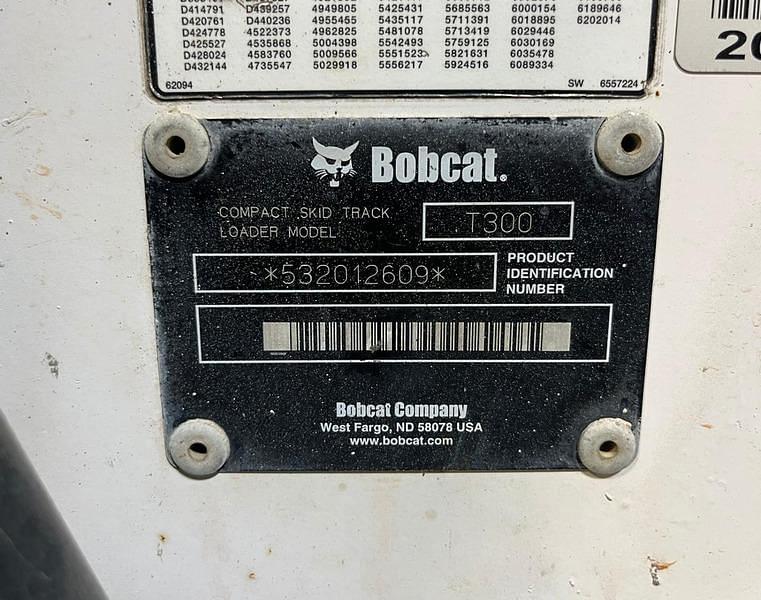 D414791 D439257 4949805 5425431 5685563 6000154 6189646
D420761 D440236 4955455 5435117 5711391 6018895 6202014
D424778 4522373 4962825 5481078 5713419 6029446
D425527 4535868 5004398 5542493 5759125 6030169
D428024 4583760 5009566 5551523 5821631 6035478
D432144 4735547 5029918 5556217 5924516 6089334
62094 SW 6557224
Bobcat®
COMPACT SKID TRACK
LOADER MODEL
T300
*532012609*
PRODUCT
IDENTIFICATION
NUMBER
Bobcat Company
West Fargo, ND 58078 USA
www.bobcat.com